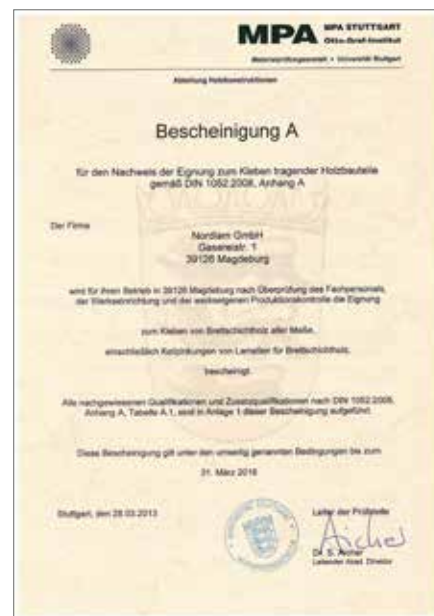 MPA MPA STUTTGART
Otto-Graf-Institut
Materialprüfungsanstalt • Universität Stuttgart
Abteilung Holzkonstruktionen
Bescheinigung A
für den Nachweis der Eignung zum Kleben tragender Holzbauteile
gemäß DIN 1052:2008, Anhang A
Der Firma
Nordlam GmbH
39126 Magdeburg
wird für ihren Betrieb in 39126 Magdeburg nach Überprüfung des Fachpersonals,
der Werkseinrichtung und der werkseigenen Produktionskontrolle die Eignung
zum Kleben von Brettschichtholz aller Maße,
einschließlich Keilzinkungen von Lamellen für Brettschichtholz,
bescheinigt.
Alle nachgewiesenen Qualifikationen und Zusatzqualifikationen nach DIN 1052:2008,
Anhang A, Tabelle A.1, sind in Anlage 1 dieser Bescheinigung aufgeführt.
Diese Bescheinigung gilt unter den umseitig genannten Bedingungen bis zum
31. März 2018
Stuttgart, den 28.03.2013
Leiter der Prüfstelle
Aicher
Dr. S. Aicher
Leitender Akad. Direktor